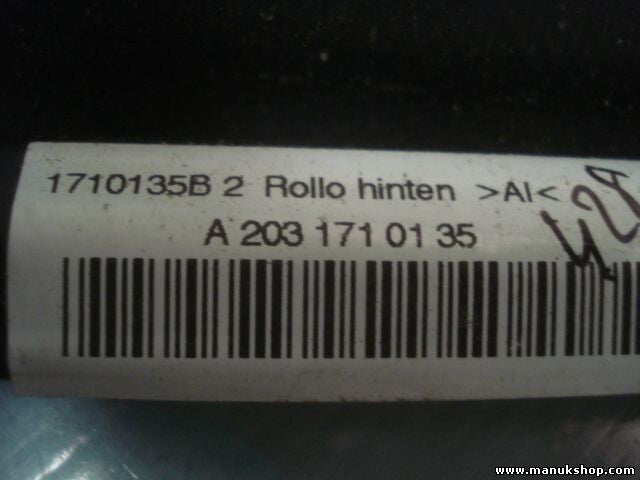 1710135B 2 Rollo hinten >AI<
A 203 171 01 35
www.manukshop.com